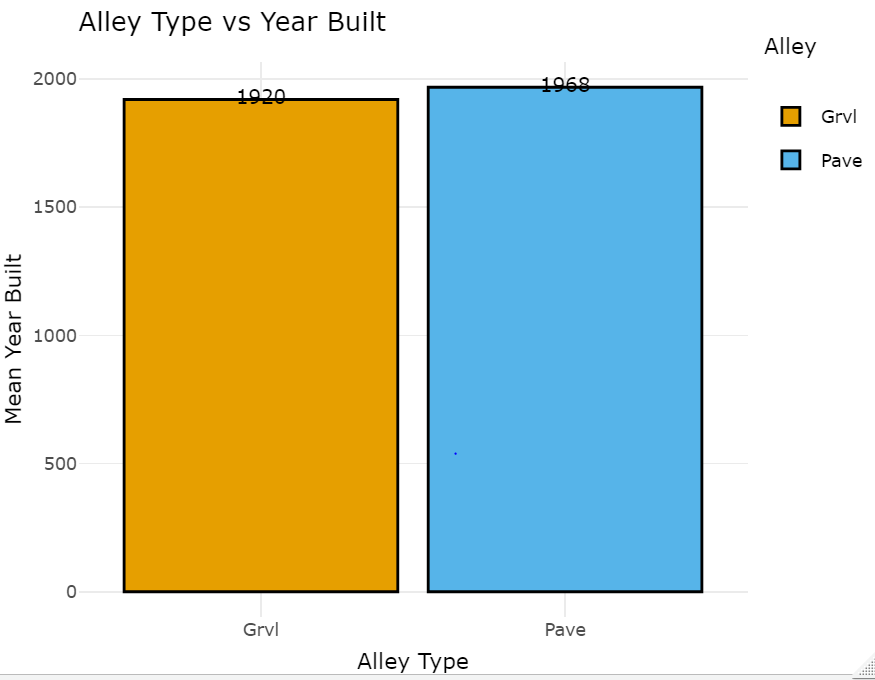 Alley Type vs Year Built
Alley
Grvl
Pave
2000
1500
1000
500
0
Mean Year Built
1920
1968
Grvl
Pave
Alley Type